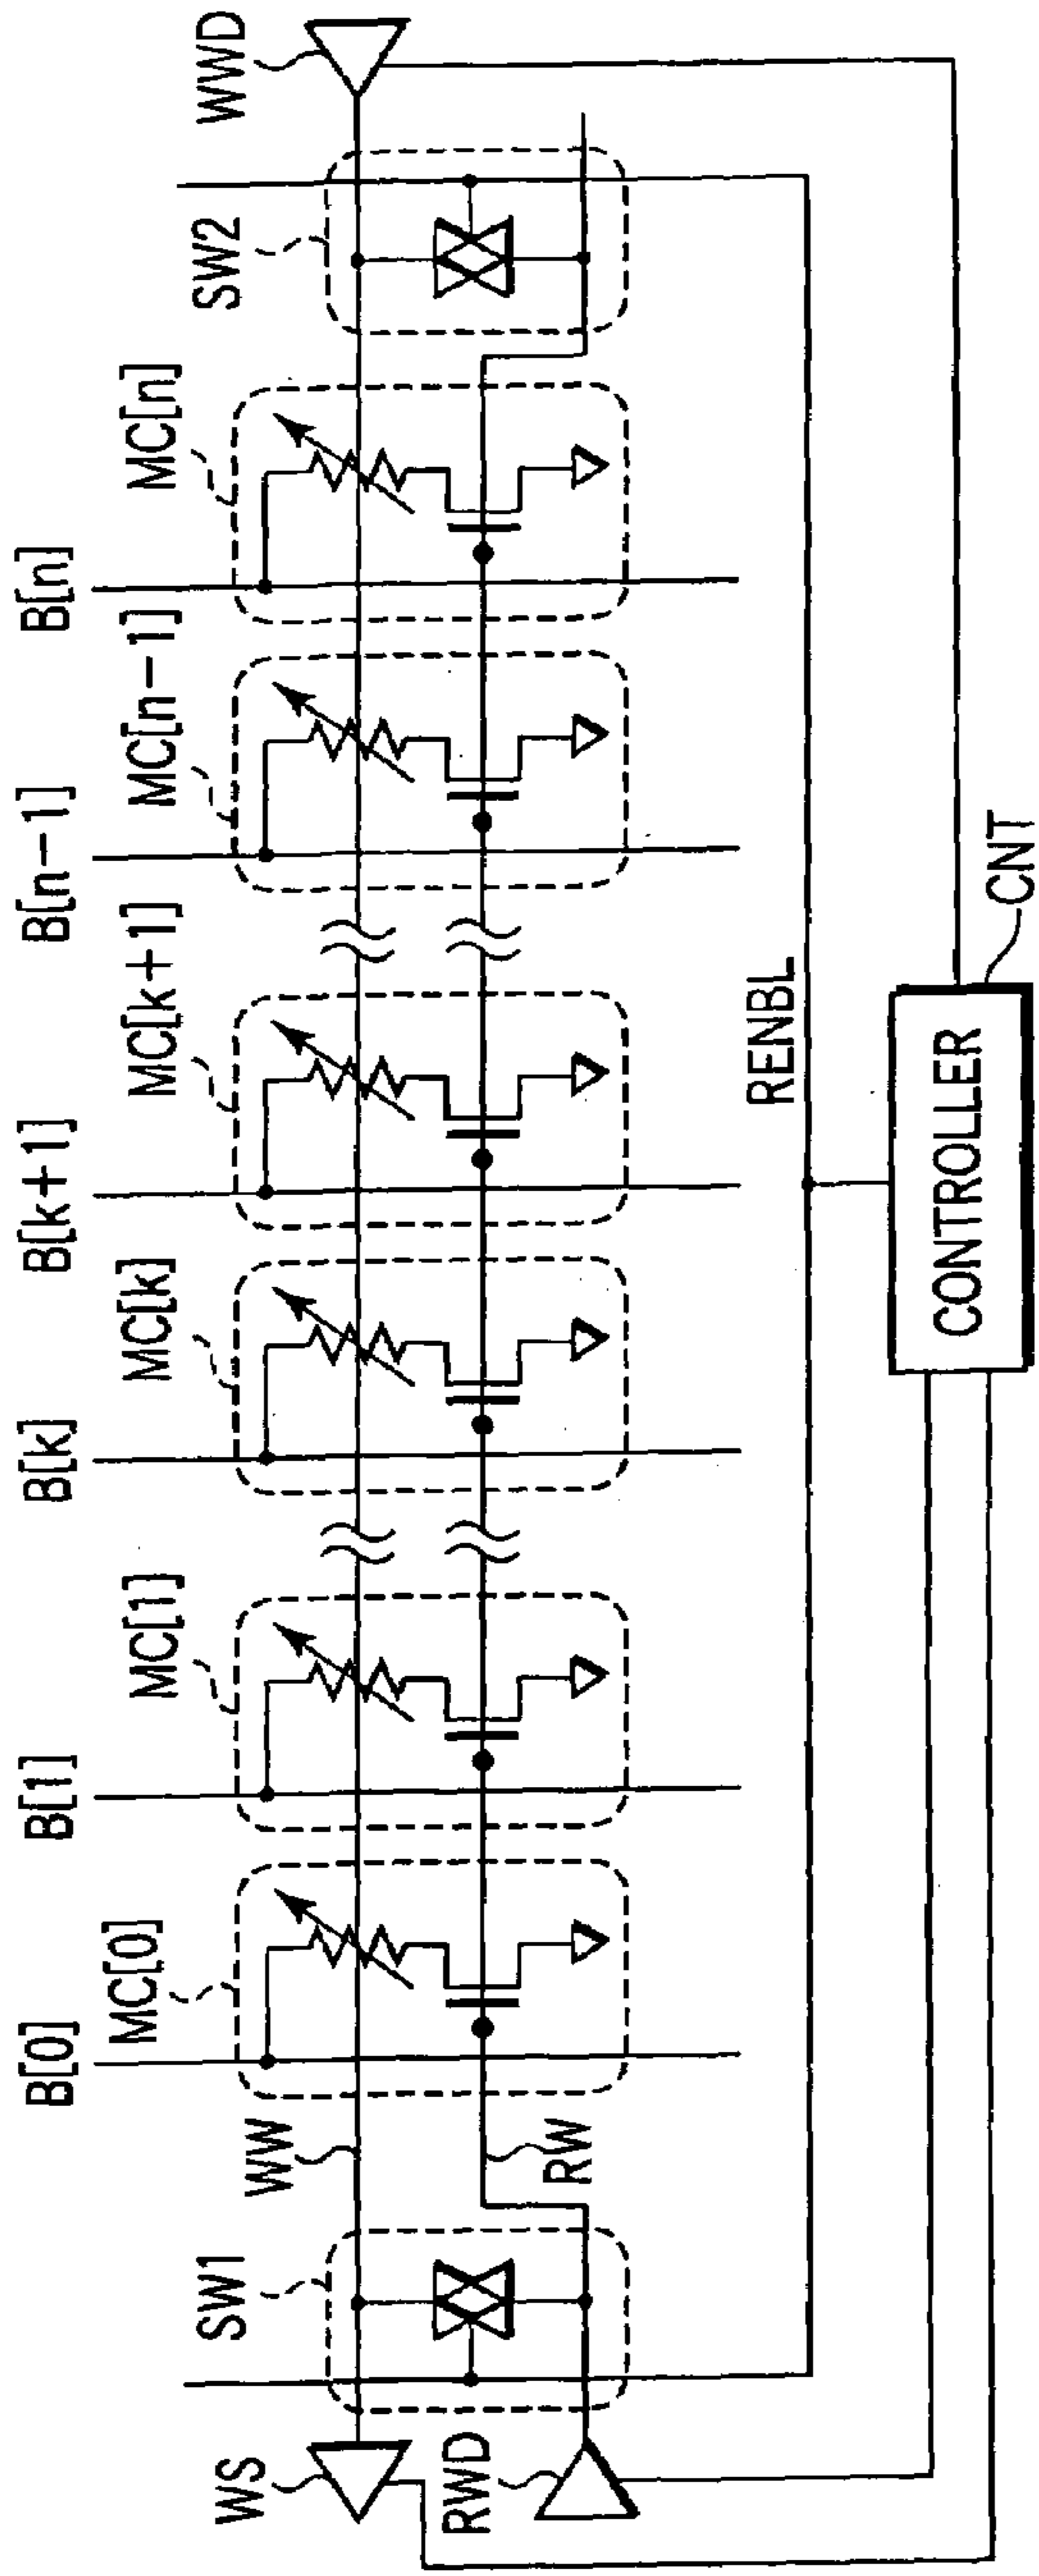 B[0]
B[1]
B[k]
B[k+1]
B[n-1]
B[n]
MC[0]
MC[1]
MC[k]
MC[k+1]
MC[n-1]
MC[n]
WS
SW1
WW
SW2
WWD
RWD
RW
RENBL
CONTROLLER
CNT